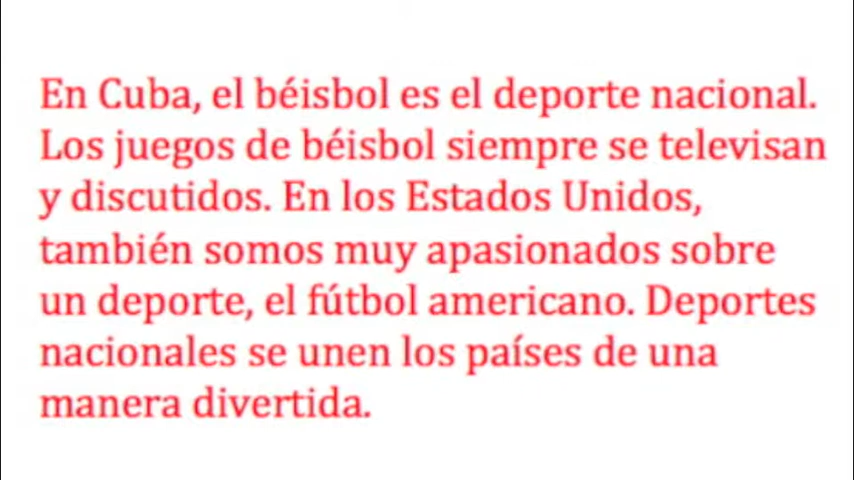 En Cuba, el béisbol es el deporte nacional.
Los juegos de béisbol siempre se televisan
y discutidos. En los Estados Unidos,
también somos muy apasionados sobre
un deporte, el fútbol americano. Deportes
nacionales se unen los países de una
manera divertida.